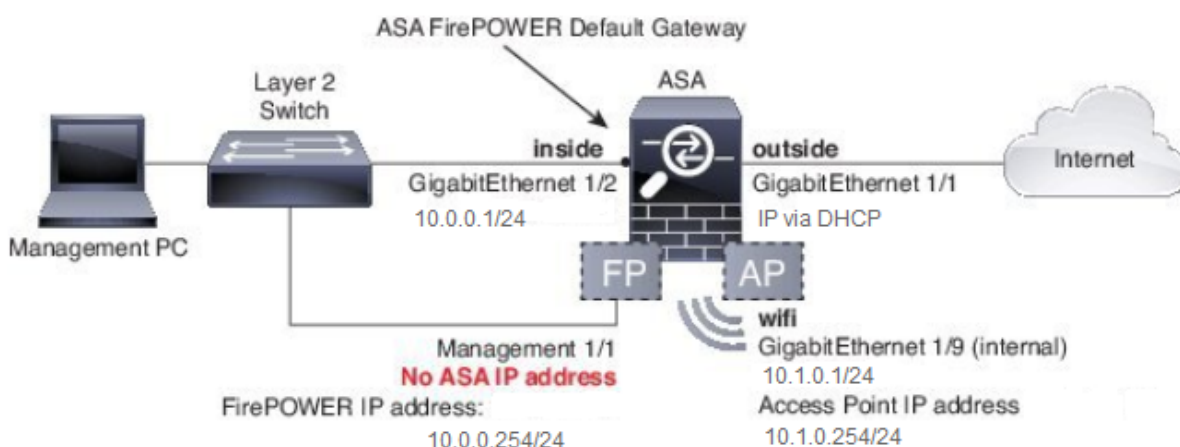 ASA FirePOWER Default Gateway
Layer 2
Switch
ASA
inside
outside
Internet
GigabitEthernet 1/2
GigabitEthernet 1/1
10.0.0.1/24
IP via DHCP
Management PC
FP
AP
wifi
Management 1/1
GigabitEthernet 1/9 (internal)
No ASA IP address
10.1.0.1/24
FirePOWER IP address:
Access Point IP address
10.0.0.254/24
10.1.0.254/24